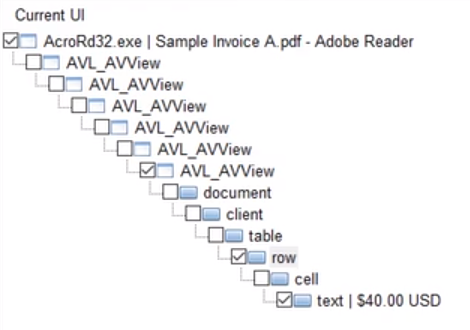 Current UI
AcroRd32.exe | Sample Invoice A.pdf - Adobe Reader
AVL_AVView
AVL_AVView
AVL_AVView
AVL_AVView
AVL_AVView
AVL_AVView
document
client
table
row
cell
text | $40.00 USD